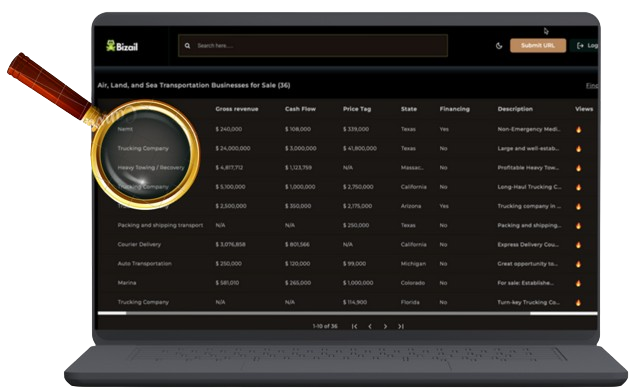 Bizail
Search here....
Submit URL
Log
Air, Land, and Sea Transportation Businesses for Sale (36)
Find
Gross revenue Cash Flow Price Tag State Financing Description Views
Nemt $ 240,000 $ 108,000 $ 339,000 Texas Yes Non-Emergency Medi...
Trucking Company $ 24,000,000 $ 3,000,000 $ 41,800,000 Texas No Large and well-estab...
Heavy Towing / Recovery $ 4,817,712 $ 1,123,759 N/A Massac... No Profitable Heavy Tow...
Trucking Company $ 5,100,000 $ 1,000,000 $ 2,750,000 California No Long-Haul Trucking C...
$ 2,500,000 $ 350,000 $ 2,175,000 Arizona Yes Trucking company in ...
Packing and shipping transport N/A N/A $ 250,000 Texas No Packing and shipping...
Courier Delivery $ 3,076,858 $ 801,566 N/A California No Express Delivery Cou...
Auto Transportation $ 250,000 $ 120,000 $ 99,000 Michigan No Great opportunity to...
Marina $ 581,010 $ 265,000 $ 1,000,000 Colorado No For sale: Establishe...
Trucking Company N/A N/A $ 114,900 Florida No Turn-key Trucking Co...
1-10 of 36